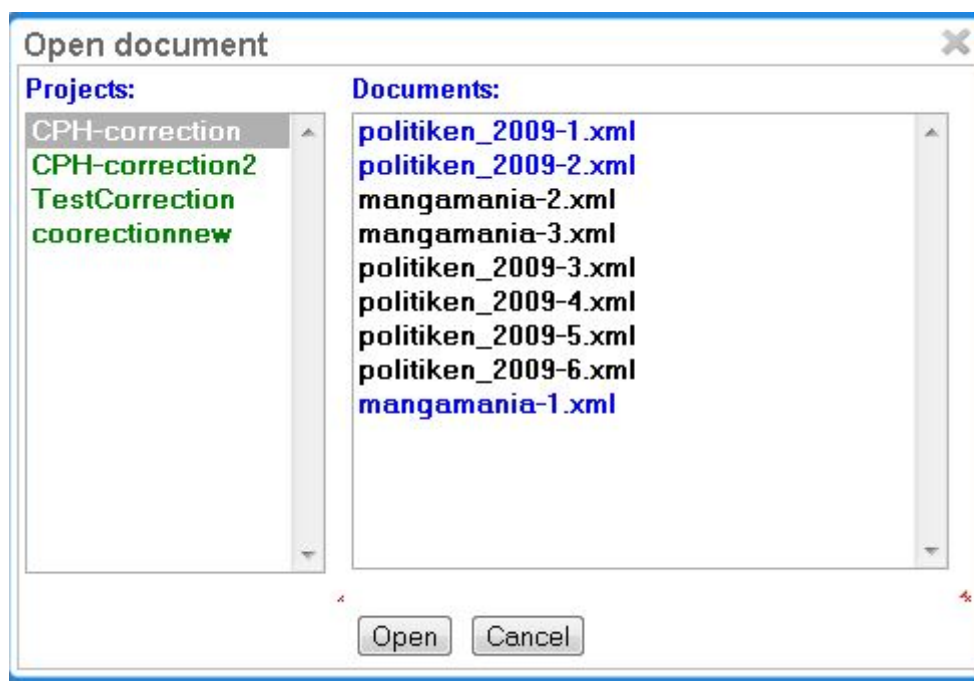 Open document
Projects:
CPH-correction
CPH-correction2
TestCorrection
coorectionnew
Documents:
politiken_2009-1.xml
politiken_2009-2.xml
mangamania-2.xml
mangamania-3.xml
politiken_2009-3.xml
politiken_2009-4.xml
politiken_2009-5.xml
politiken_2009-6.xml
mangamania-1.xml
Open
Cancel